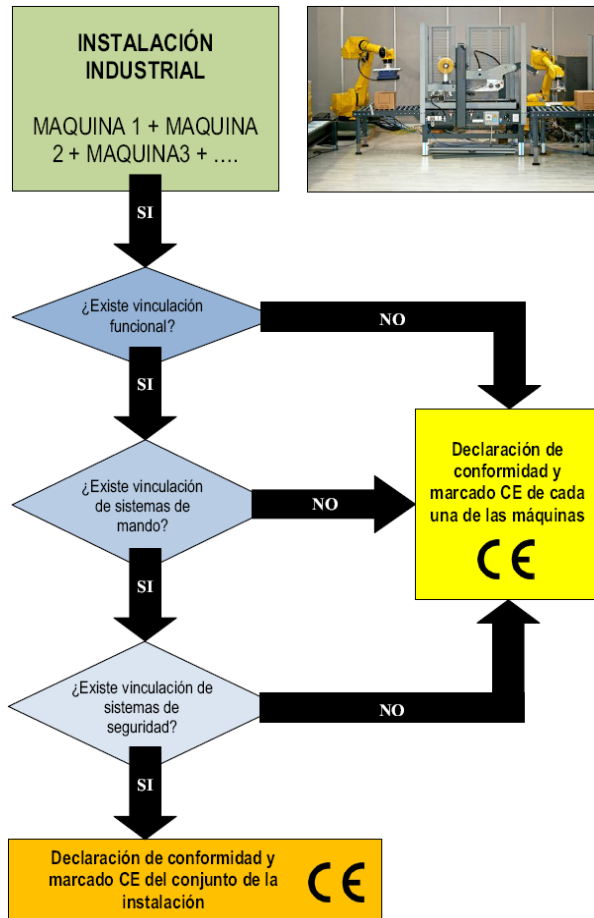 INSTALACIÓN
INDUSTRIAL
MAQUINA 1 + MAQUINA
2 + MAQUINA3 + ….
SI
¿Existe vinculación
funcional?
NO
SI
Declaración de
conformidad y
marcado CE de cada
una de las máquinas
CE
¿Existe vinculación
de sistemas de
mando?
NO
SI
¿Existe vinculación de
sistemas de
seguridad?
NO
SI
Declaración de conformidad y
marcado CE del conjunto de la
instalación
CE